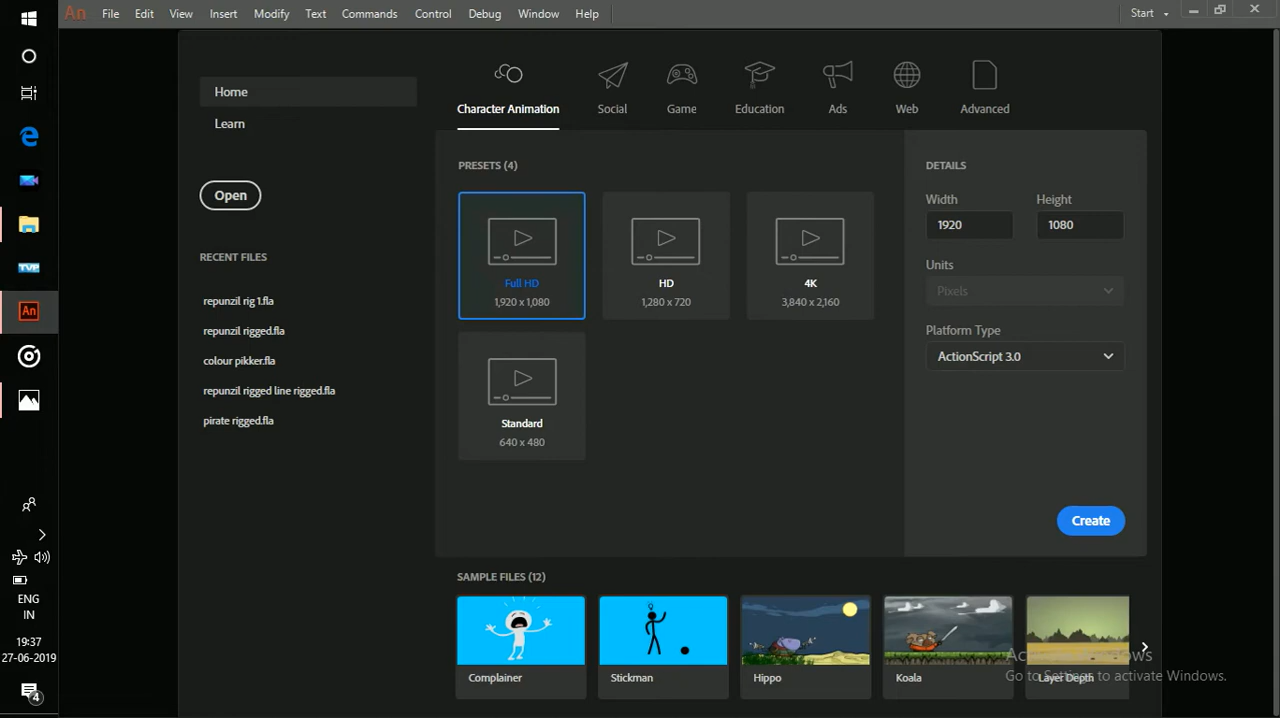 An File Edit View Insert Modify Text Commands Control Debug Window Help Start
Home
Learn
Open
RECENT FILES
repunzil rig 1.fla
repunzil rigged.fla
colour pikker.fla
repunzil rigged line rigged.fla
pirate rigged.fla
Character Animation Social Game Education Ads Web Advanced
PRESETS (4)
Full HD
1,920 x 1,080
HD
1,280 x 720
4K
3,840 x 2,160
Standard
640 x 480
DETAILS
Width Height
1920 1080
Units
Pixels
Platform Type
ActionScript 3.0
Create
SAMPLE FILES (12)
Complainer Stickman Hippo Koala Layer Depth
Activate Windows
Go to Settings to activate Windows.
TVP
An
ENG
IN
19:37
27-06-2019
4